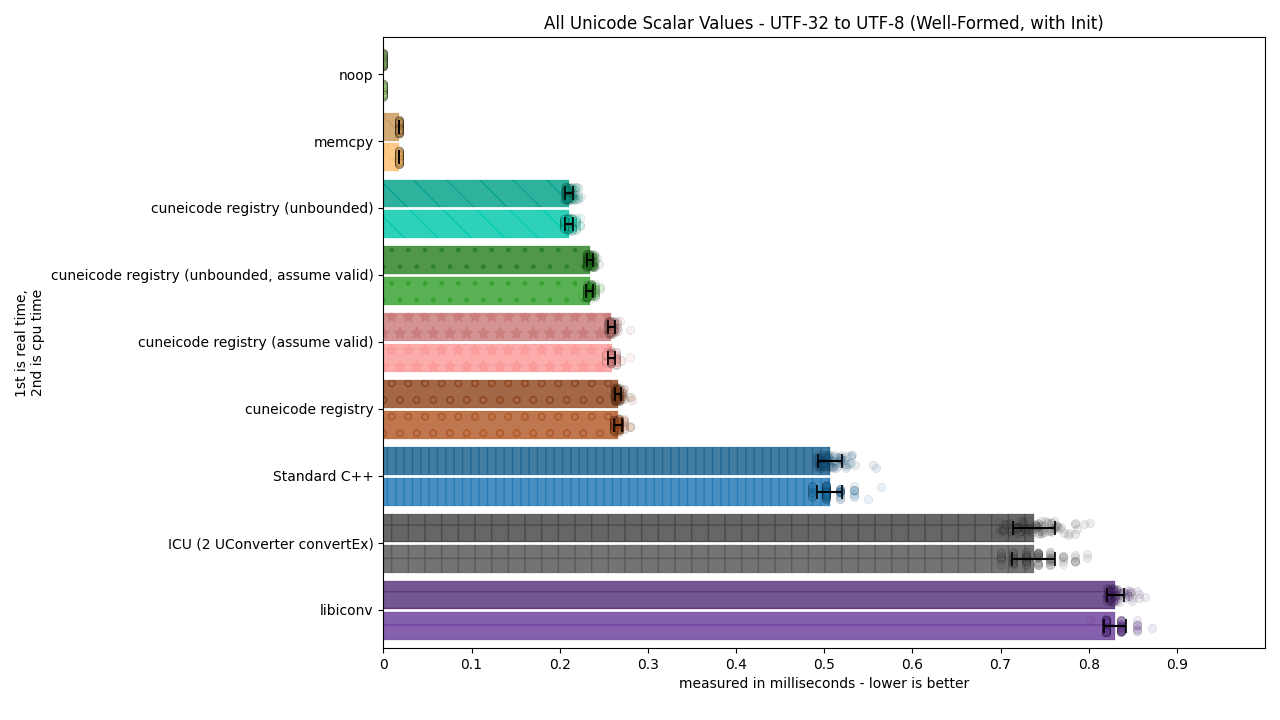 All Unicode Scalar Values - UTF-32 to UTF-8 (Well-Formed, with Init)
1st is real time,
2nd is cpu time
noop
memcpy
cuneicode registry (unbounded)
cuneicode registry (unbounded, assume valid)
cuneicode registry (assume valid)
cuneicode registry
Standard C++
ICU (2 UConverter convertEx)
libiconv
0 0.1 0.2 0.3 0.4 0.5 0.6 0.7 0.8 0.9
measured in milliseconds - lower is better